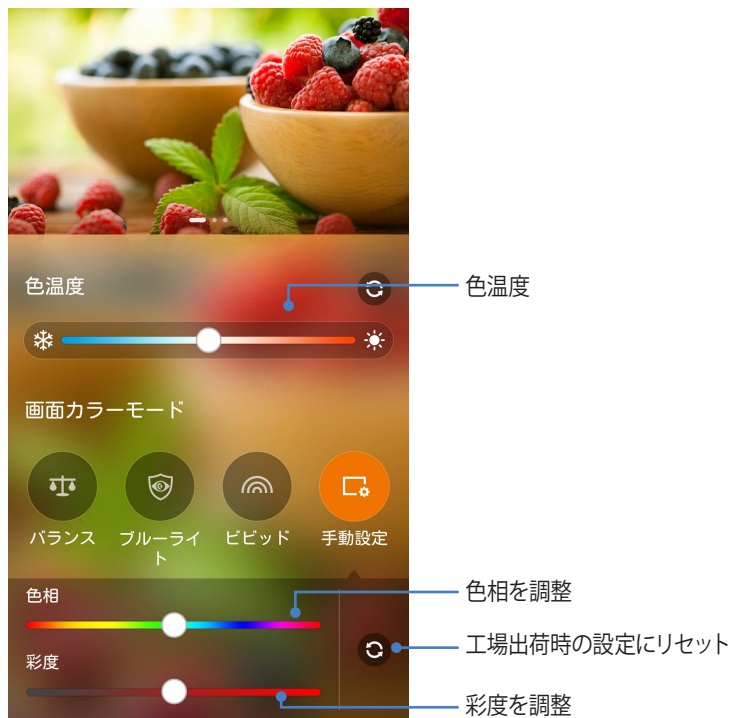 色温度
色温度
画面カラーモード
バランス
ブルーライ
ト
ビビッド
手動設定
色相
色相を調整
工場出荷時の設定にリセット
彩度
彩度を調整